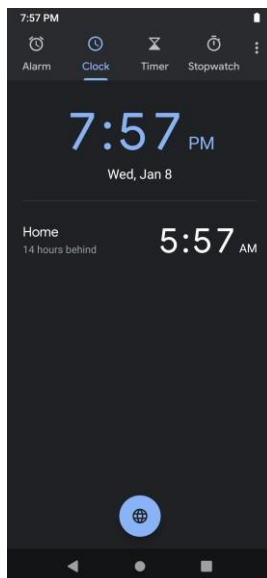 7:57 PM
Alarm Clock Timer Stopwatch
7:57 PM
Wed, Jan 8
Home
14 hours behind
5:57 AM